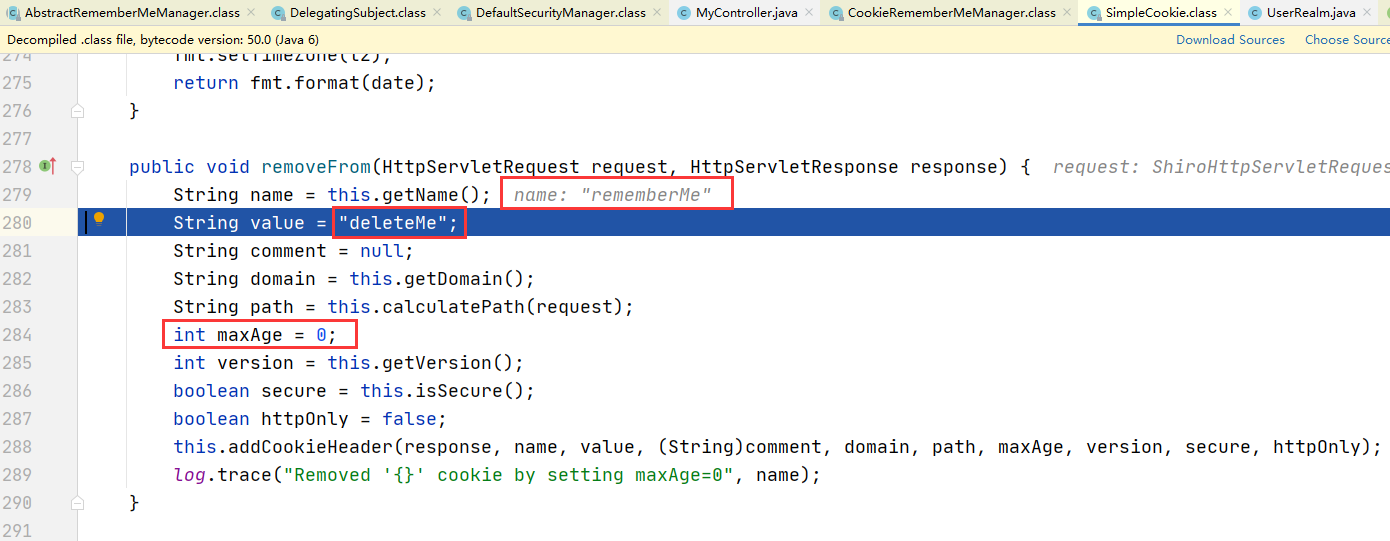 AbstractRememberMeManager.class DelegatingSubject.class DefaultSecurityManager.class MyController.java CookieRememberMeManager.class SimpleCookie.class UserRealm.java
Decompiled .class file, bytecode version: 50.0 (Java 6) Download Sources Choose Source
274 fmt.setTimeZone(tz);
275 return fmt.format(date);
276 }
277
278 public void removeFrom(HttpServletRequest request, HttpServletResponse response) { request: ShiroHttpServletReques
279 String name = this.getName(); name: "rememberMe"
280 String value = "deleteMe";
281 String comment = null;
282 String domain = this.getDomain();
283 String path = this.calculatePath(request);
284 int maxAge = 0;
285 int version = this.getVersion();
286 boolean secure = this.isSecure();
287 boolean httpOnly = false;
288 this.addCookieHeader(response, name, value, (String)comment, domain, path, maxAge, version, secure, httpOnly);
289 log.trace("Removed '{}' cookie by setting maxAge=0", name);
290 }
291